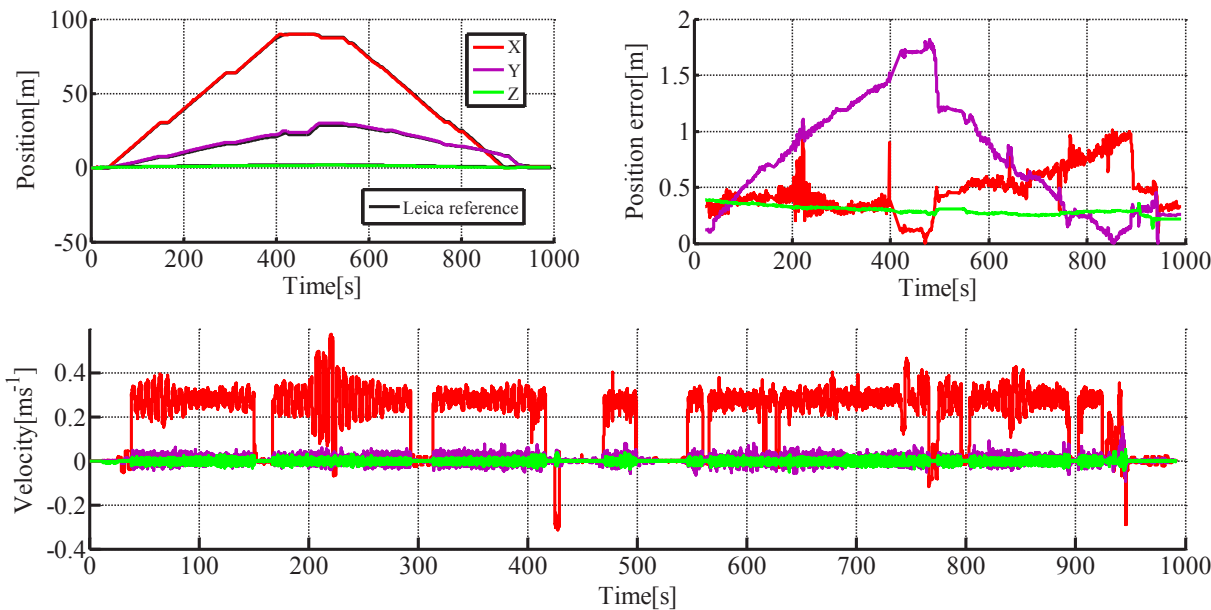 Position[m]
100
50
0
-50
0 200 400 600 800 1000
Time[s]
X
Y
Z
Leica reference
Position error[m]
2
1.5
1
0.5
0
0 200 400 600 800 1000
Time[s]
Velocity[ms⁻¹]
0.4
0.2
0
-0.2
-0.4
0 100 200 300 400 500 600 700 800 900 1000
Time[s]